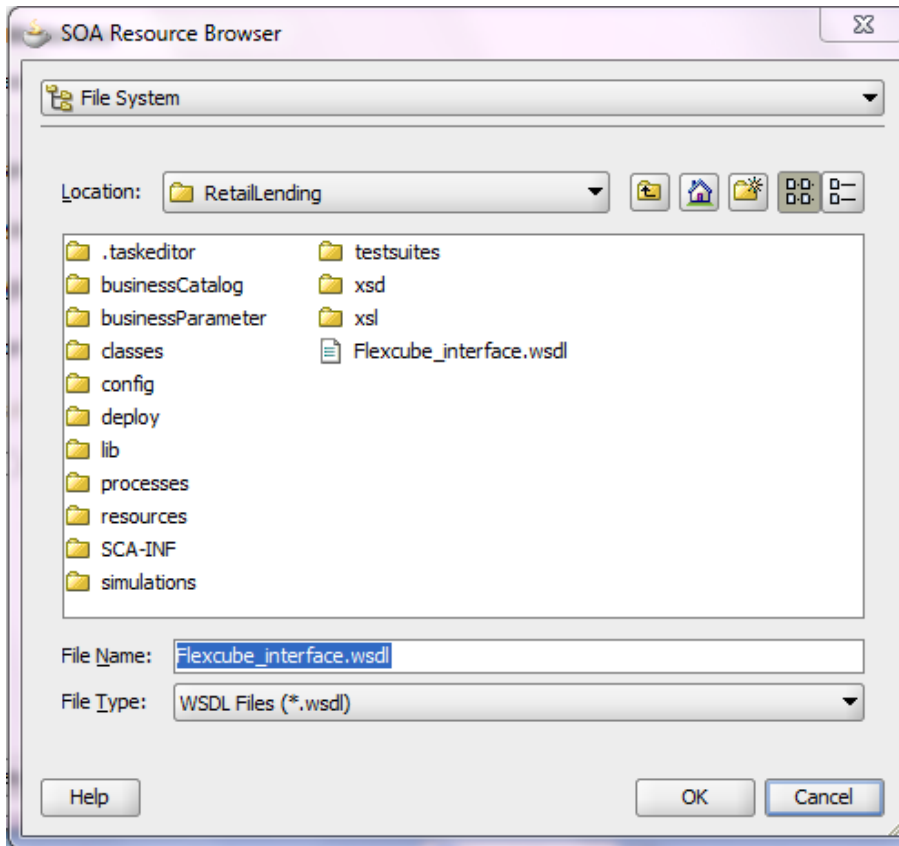 SOA Resource Browser
File System
Location: RetailLending
.taskeditor
businessCatalog
businessParameter
classes
config
deploy
lib
processes
resources
SCA-INF
simulations
testsuites
xsd
xsl
Flexcube_interface.wsdl
File Name: Flexcube_interface.wsdl
File Type: WSDL Files (*.wsdl)
Help OK Cancel